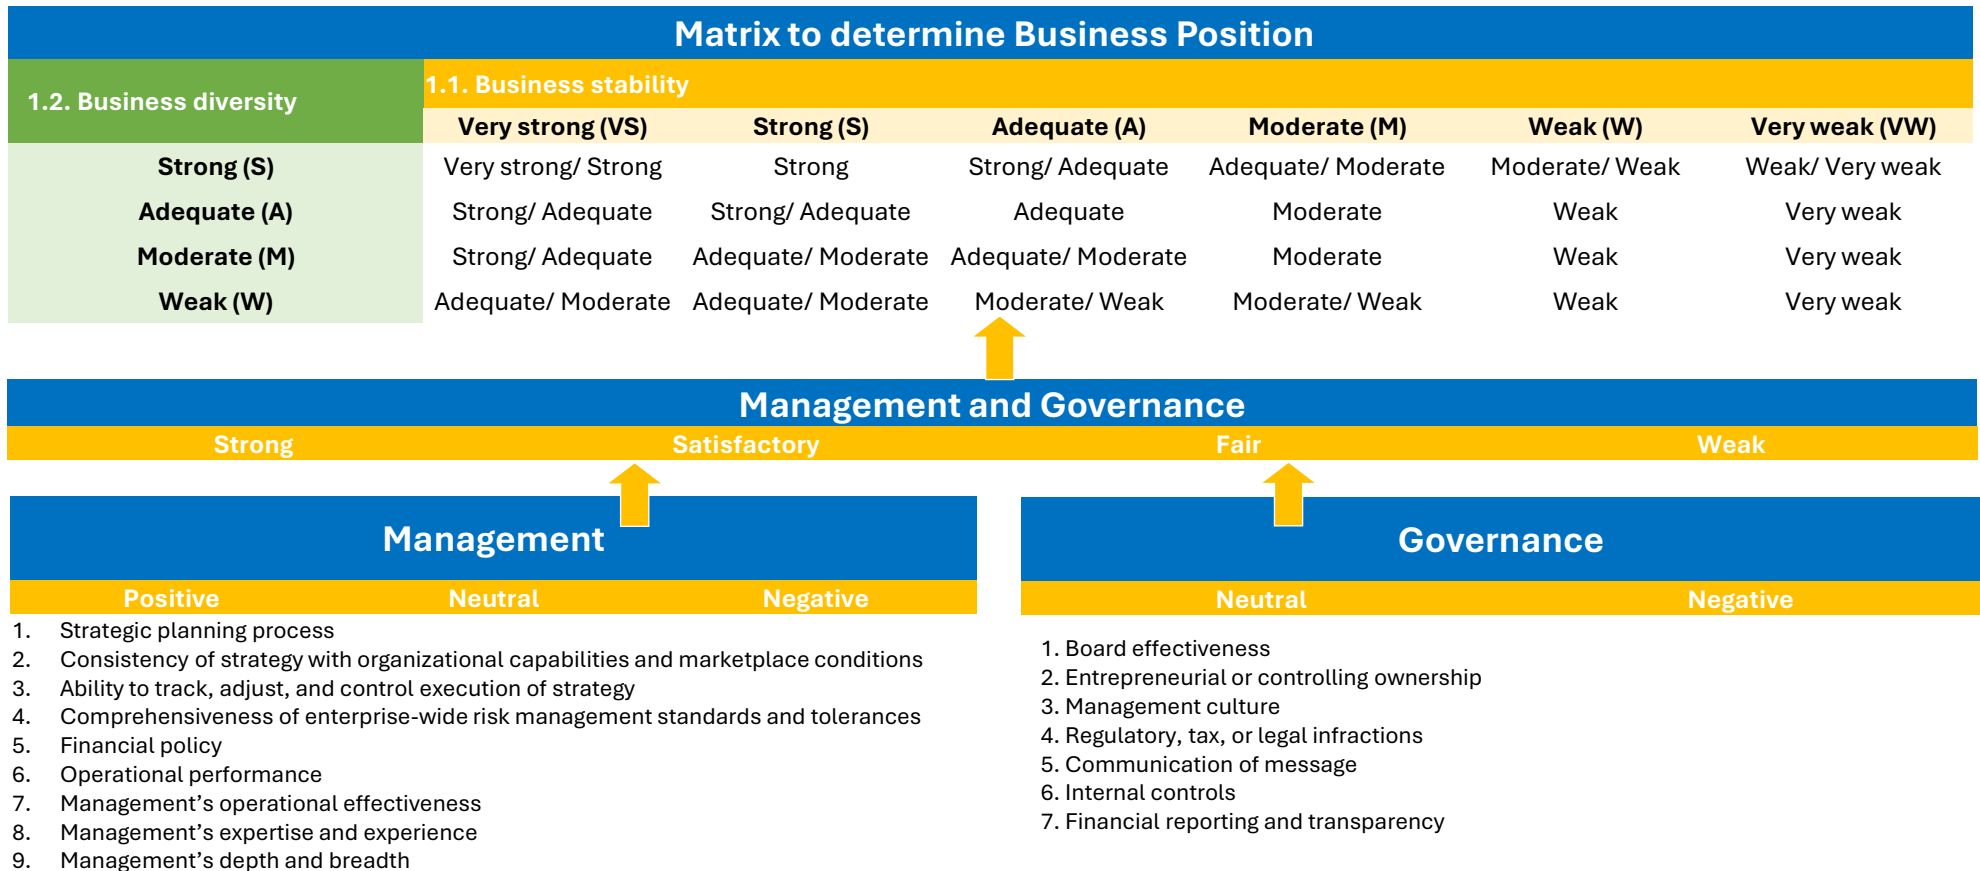 Matrix to determine Business Position
1.2. Business diversity
1.1. Business stability
Very strong (VS) Strong (S) Adequate (A) Moderate (M) Weak (W) Very weak (VW)
Strong (S) Very strong/ Strong Strong Strong/ Adequate Adequate/ Moderate Moderate/ Weak Weak/ Very weak
Adequate (A) Strong/ Adequate Strong/ Adequate Adequate Moderate Weak Very weak
Moderate (M) Strong/ Adequate Adequate/ Moderate Adequate/ Moderate Moderate Weak Very weak
Weak (W) Adequate/ Moderate Adequate/ Moderate Moderate/ Weak Moderate/ Weak Weak Very weak
Management and Governance
Strong Satisfactory Fair Weak
Management
Positive Neutral Negative
1. Strategic planning process
2. Consistency of strategy with organizational capabilities and marketplace conditions
3. Ability to track, adjust, and control execution of strategy
4. Comprehensiveness of enterprise-wide risk management standards and tolerances
5. Financial policy
6. Operational performance
7. Management’s operational effectiveness
8. Management’s expertise and experience
9. Management’s depth and breadth
Governance
Neutral Negative
1. Board effectiveness
2. Entrepreneurial or controlling ownership
3. Management culture
4. Regulatory, tax, or legal infractions
5. Communication of message
6. Internal controls
7. Financial reporting and transparency